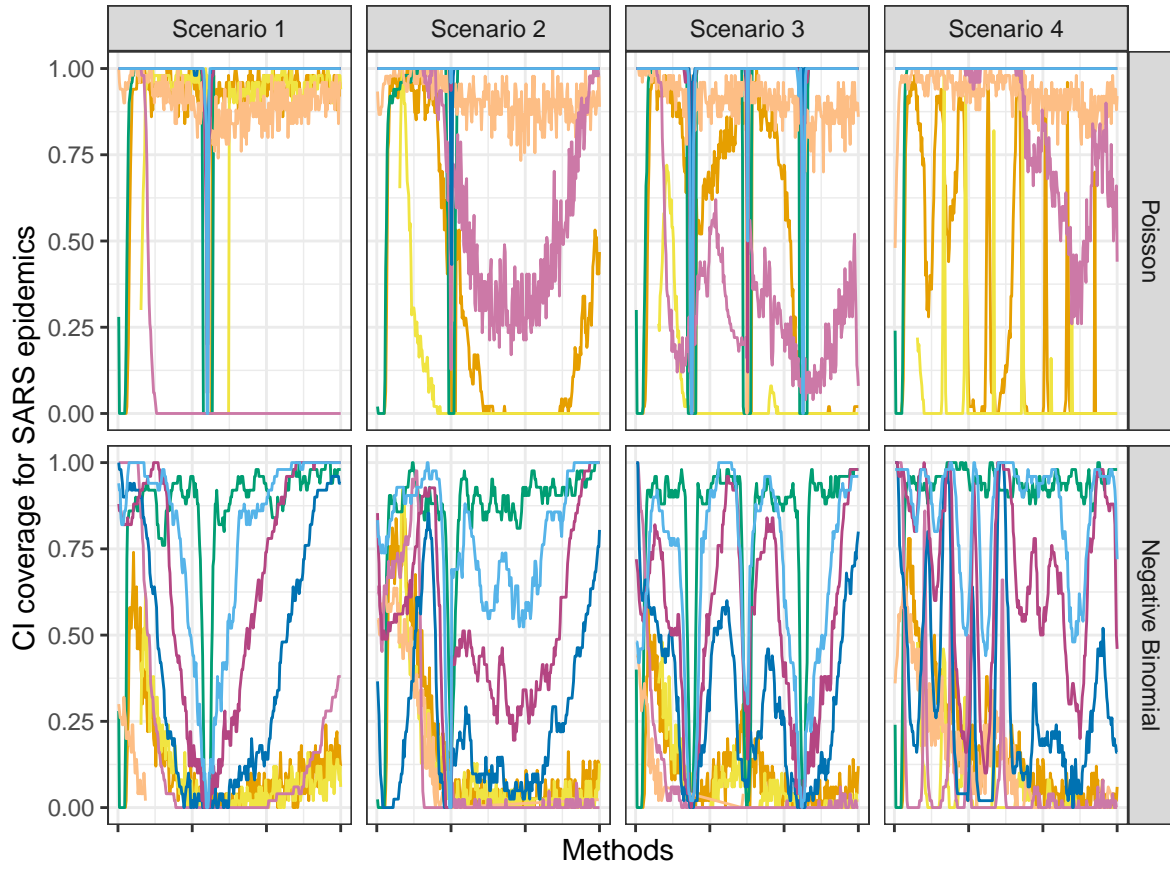 Scenario 1
Scenario 2
Scenario 3
Scenario 4
CI coverage for SARS epidemics
1.00
0.75
0.50
0.25
0.00
Poisson
1.00
0.75
0.50
0.25
0.00
Negative Binomial
Methods